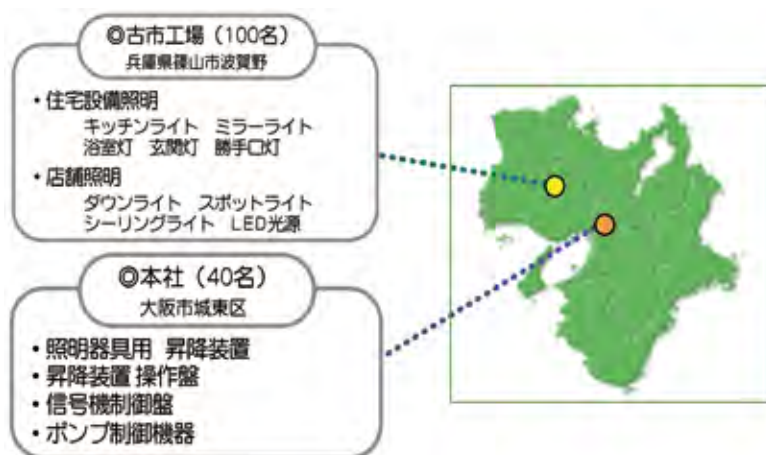 ◎古市工場（100名）
兵庫県篠山市波賀野
・住宅設備照明
キッチンライト ミラーライト
浴室灯 玄関灯 勝手口灯
・店舗照明
ダウンライト スポットライト
シーリングライト LED光源
◎本社（40名）
大阪市城東区
・照明器具用 昇降装置
・昇降装置 操作盤
・信号機制御盤
・ポンプ制御機器